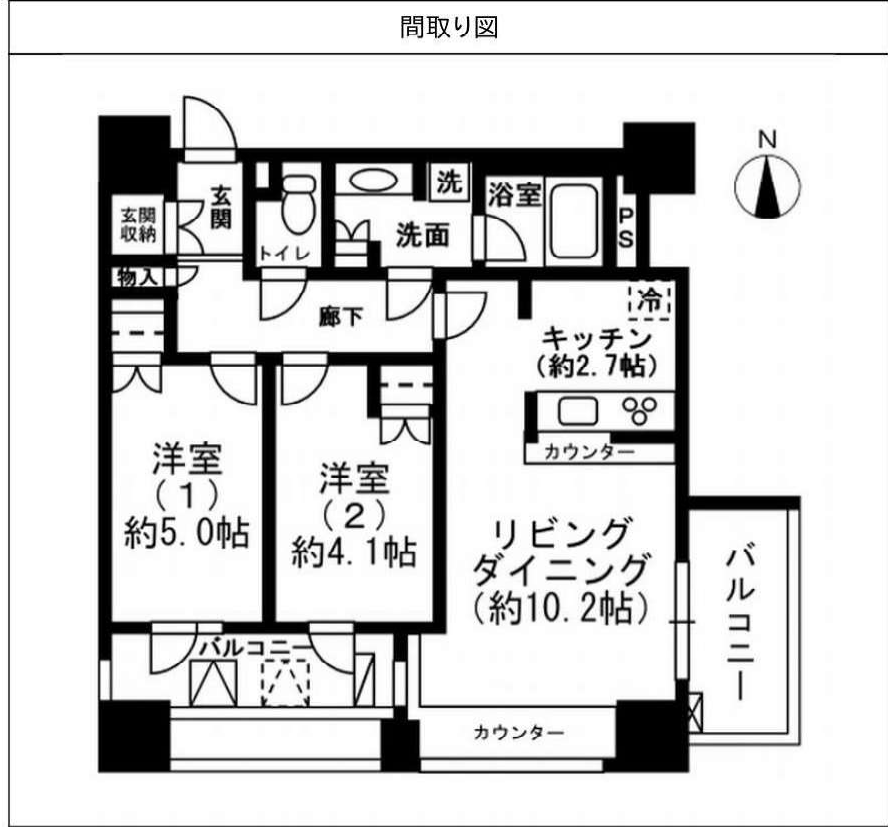 間取り図
N
玄関
玄関
収納
物入
トイレ
洗
洗面
浴室
PS
廊下
冷
キッチン
(約2.7帖)
カウンター
洋室
(1)
約5.0帖
洋室
(2)
約4.1帖
リビング
ダイニング
(約10.2帖)
バルコニー
バルコニー
カウンター